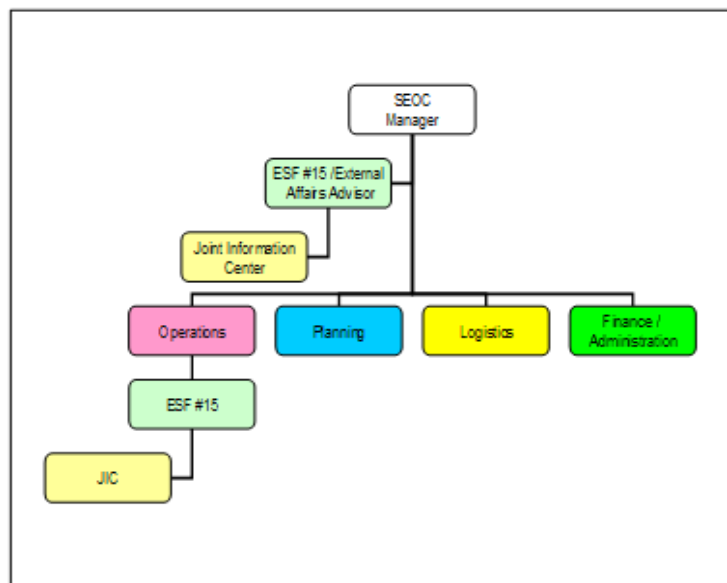 SEOC
Manager
ESF #15 /External
Affairs Advisor
Joint Information
Center
Operations
Planning
Logistics
Finance /
Administration
ESF #15
JIC